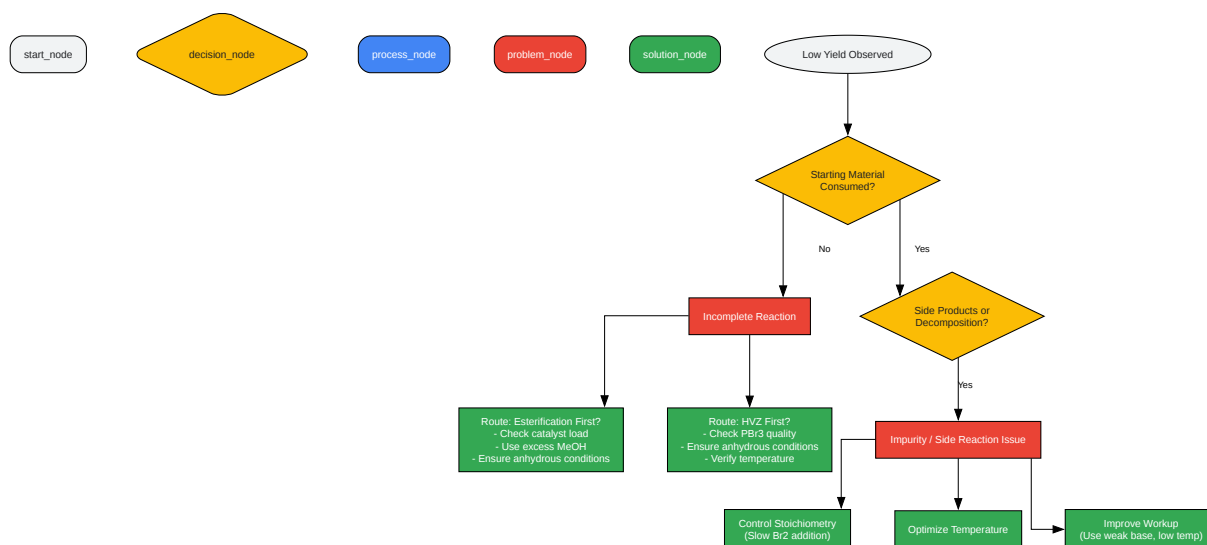 start_node
decision_node
process_node
problem_node
solution_node
Low Yield Observed
Starting Material
Consumed?
No
Yes
Side Products or
Decomposition?
Incomplete Reaction
Yes
Route: Esterification First?
- Check catalyst load
- Use excess MeOH
- Ensure anhydrous conditions
Route: HVZ First?
- Check PBr3 quality
- Ensure anhydrous conditions
- Verify temperature
Impurity / Side Reaction Issue
Control Stoichiometry
(Slow Br2 addition)
Optimize Temperature
Improve Workup
(Use weak base, low temp)